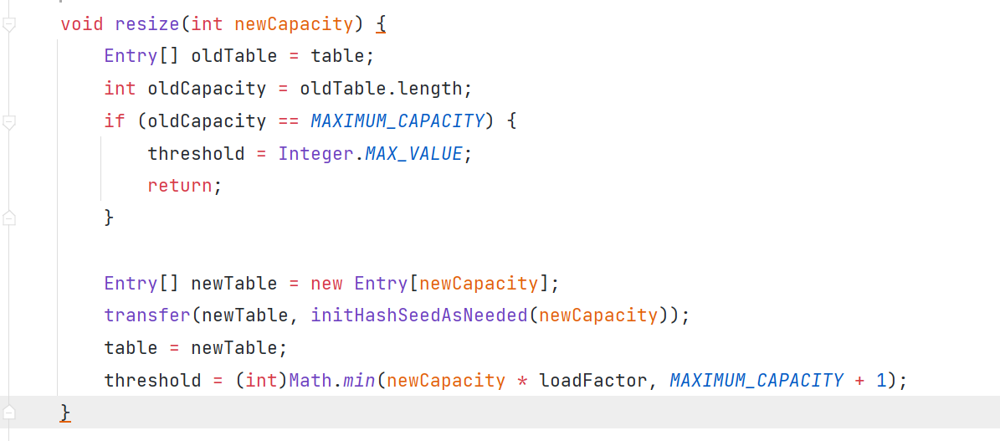 void resize(int newCapacity) {
Entry[] oldTable = table;
int oldCapacity = oldTable.length;
if (oldCapacity == MAXIMUM_CAPACITY) {
threshold = Integer.MAX_VALUE;
return;
}
Entry[] newTable = new Entry[newCapacity];
transfer(newTable, initHashSeedAsNeeded(newCapacity));
table = newTable;
threshold = (int)Math.min(newCapacity * loadFactor, MAXIMUM_CAPACITY + 1);
}